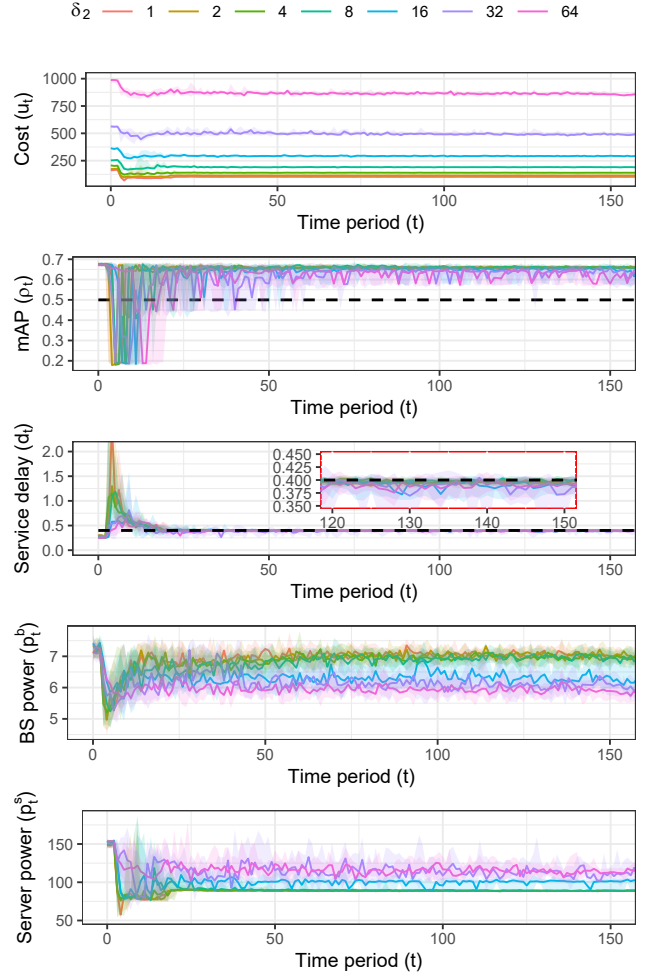 δ2 1 2 4 8 16 32 64
1000
750
500
250
Cost (ut)
0 50 100 150
Time period (t)
0.7
0.6
0.5
0.4
0.3
0.2
mAP (ρt)
0 50 100 150
Time period (t)
2.0
1.5
1.0
0.5
0.0
Service delay (dt)
0.450
0.425
0.400
0.375
0.350
120 130 140 150
0 50 100 150
Time period (t)
7
6
5
BS power (pbt)
0 50 100 150
Time period (t)
150
100
50
Server power (pst)
0 50 100 150
Time period (t)